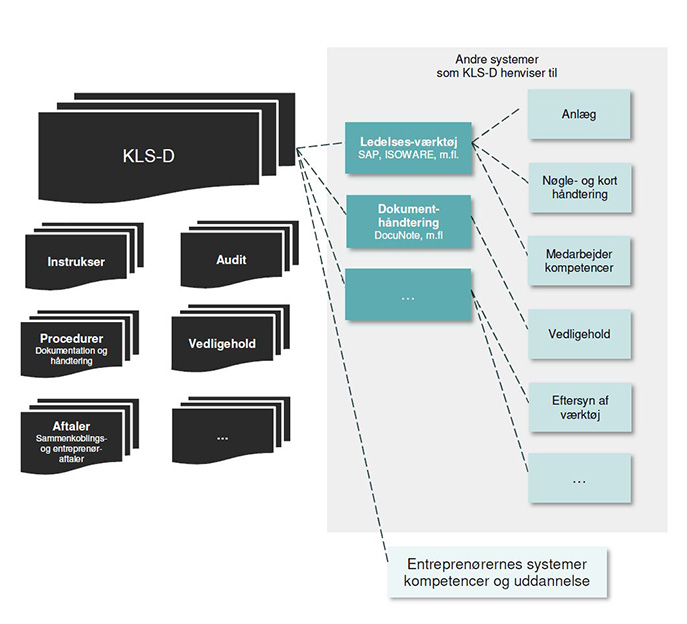 Andre systemer
som KLS-D henviser til
KLS-D
Instrukser
Audit
Procedurer
Dokumentation og
håndtering
Vedligehold
Aftaler
Sammenkoblings-
og entreprenør-
aftaler
...
Ledelses-værktøj
SAP, ISOWARE, m.fl.
Dokument-
håndtering
DocuNote, m.fl
...
Anlæg
Nøgle- og kort
håndtering
Medarbejder
kompetencer
Vedligehold
Eftersyn af
værktøj
...
Entreprenørernes systemer
kompetencer og uddannelse